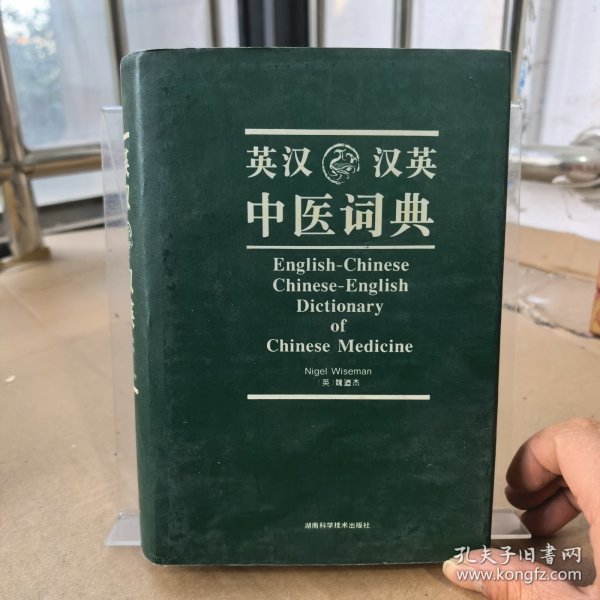 英汉 汉英
中医词典
English-Chinese
Chinese-English
Dictionary
of
Chinese Medicine
Nigel Wiseman
(英)魏迺杰
湖南科学技术出版社
英汉
孔夫子旧书网
www.kongfz.com